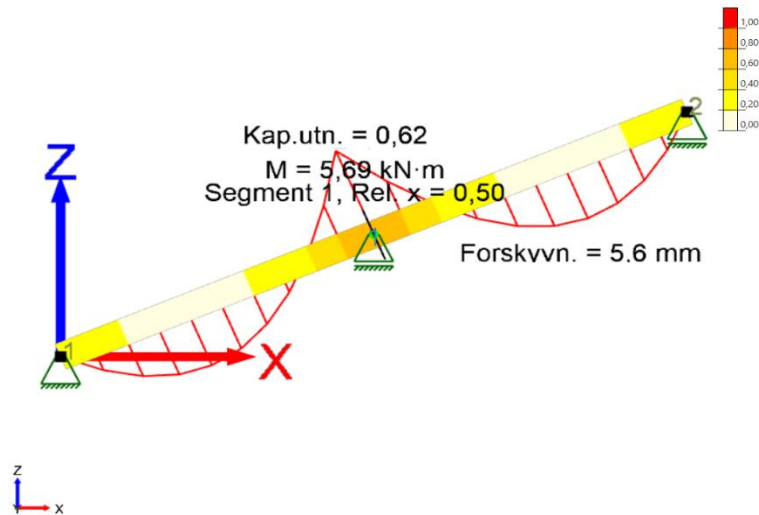 1,00
0,80
0,60
0,40
0,20
0,00
2
Kap.utn. = 0,62
Z
M = 5,69 kN·m
Segment 1, Rel. x = 0,50
Forskyvn. = 5.6 mm
1
X
Z
x